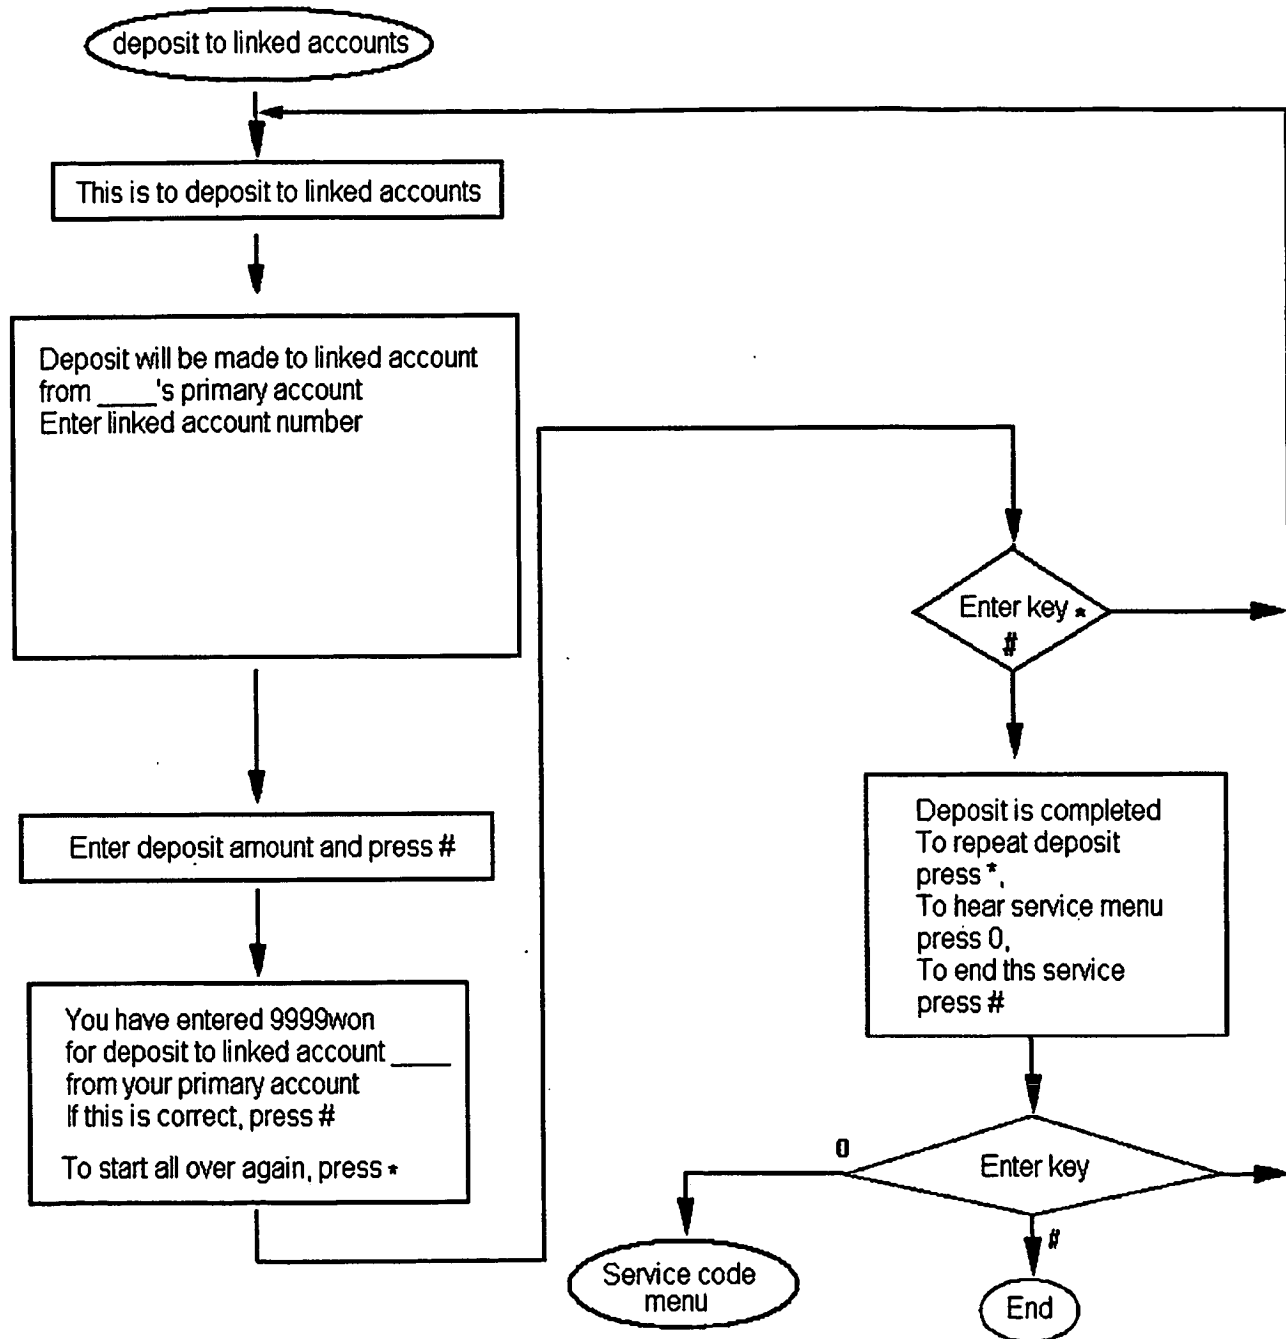 deposit to linked accounts
This is to deposit to linked accounts
Deposit will be made to linked account
from ____'s primary account
Enter linked account number
Enter deposit amount and press #
You have entered 9999won
for deposit to linked account ____
from your primary account
If this is correct, press #
To start all over again, press *
Enter key *
#
Deposit is completed
To repeat deposit
press *,
To hear service menu
press 0,
To end ths service
press #
0
Enter key
#
Service code
menu
End